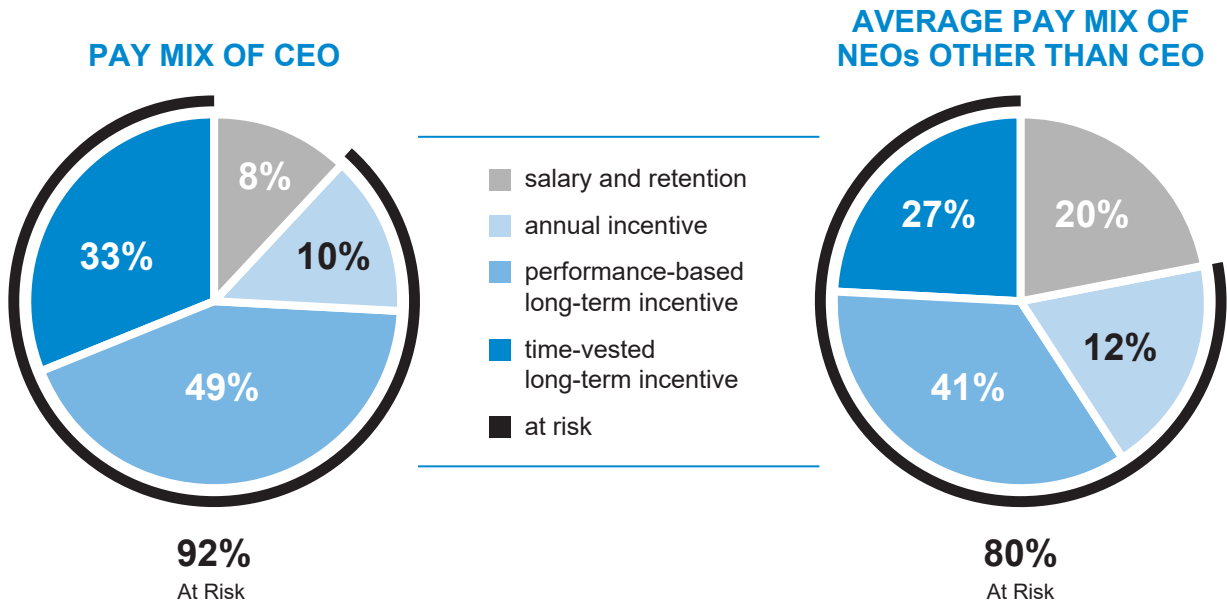 PAY MIX OF CEO
8%
10%
49%
33%
92%
At Risk
salary and retention
annual incentive
performance-based
long-term incentive
time-vested
long-term incentive
at risk
AVERAGE PAY MIX OF
NEOs OTHER THAN CEO
20%
12%
41%
27%
80%
At Risk